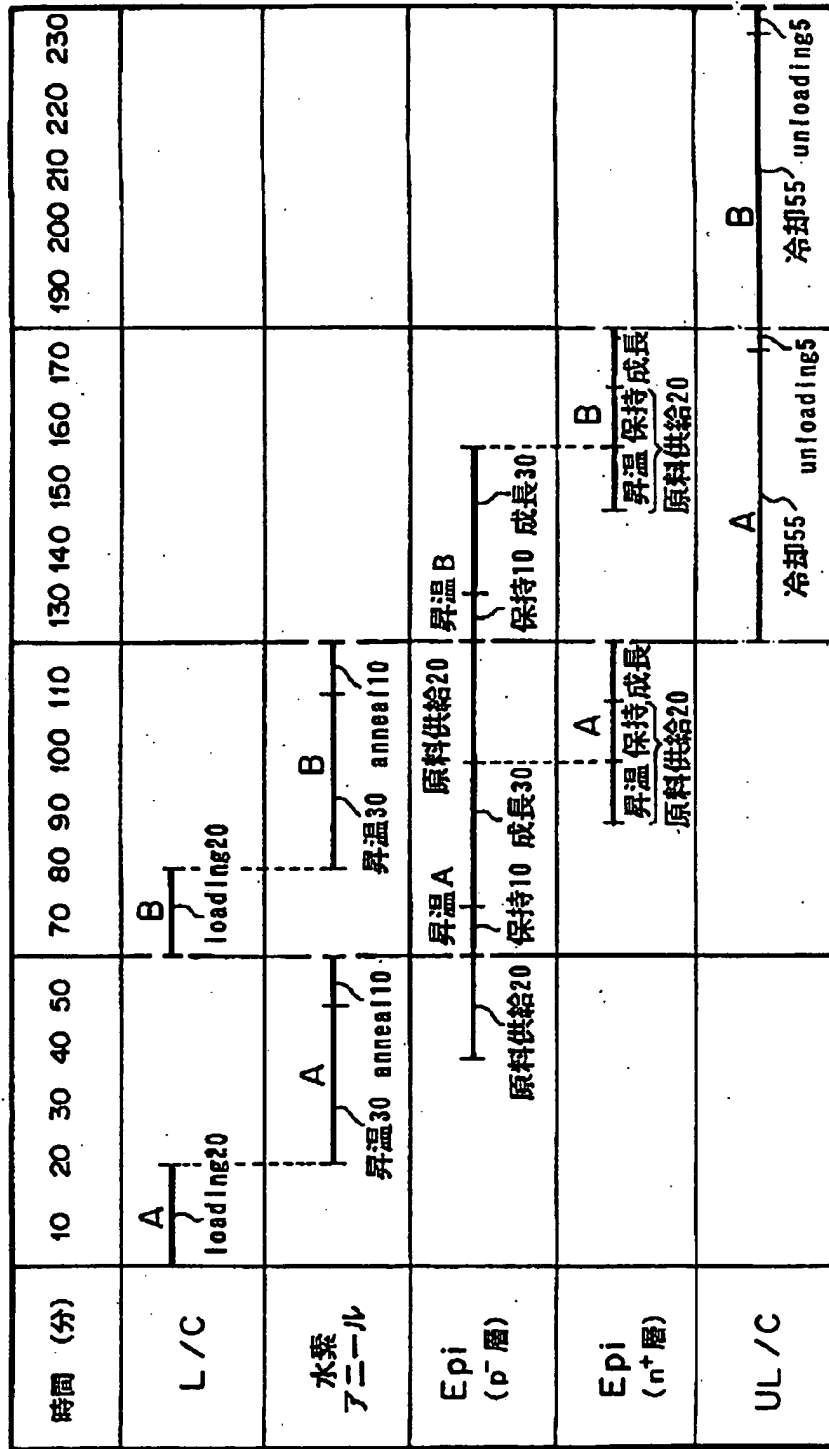 時間 (分)
10 20 30 40 50 70 80 90 100 110 130 140 150 160 170 190 200 210 220 230
L/C
A
loading20
B
loading20
水素
アニール
A
昇温30 anneal10
B
昇温30 anneal10
Epi
(p⁻層)
原料供給20
昇温 A
保持10 成長30
原料供給20
昇温 B
保持10 成長30
Epi
(n⁺層)
A
昇温 保持 成長
原料供給20
B
昇温 保持 成長
原料供給20
UL/C
A
冷却55 unloading5
B
冷却55 unloading5